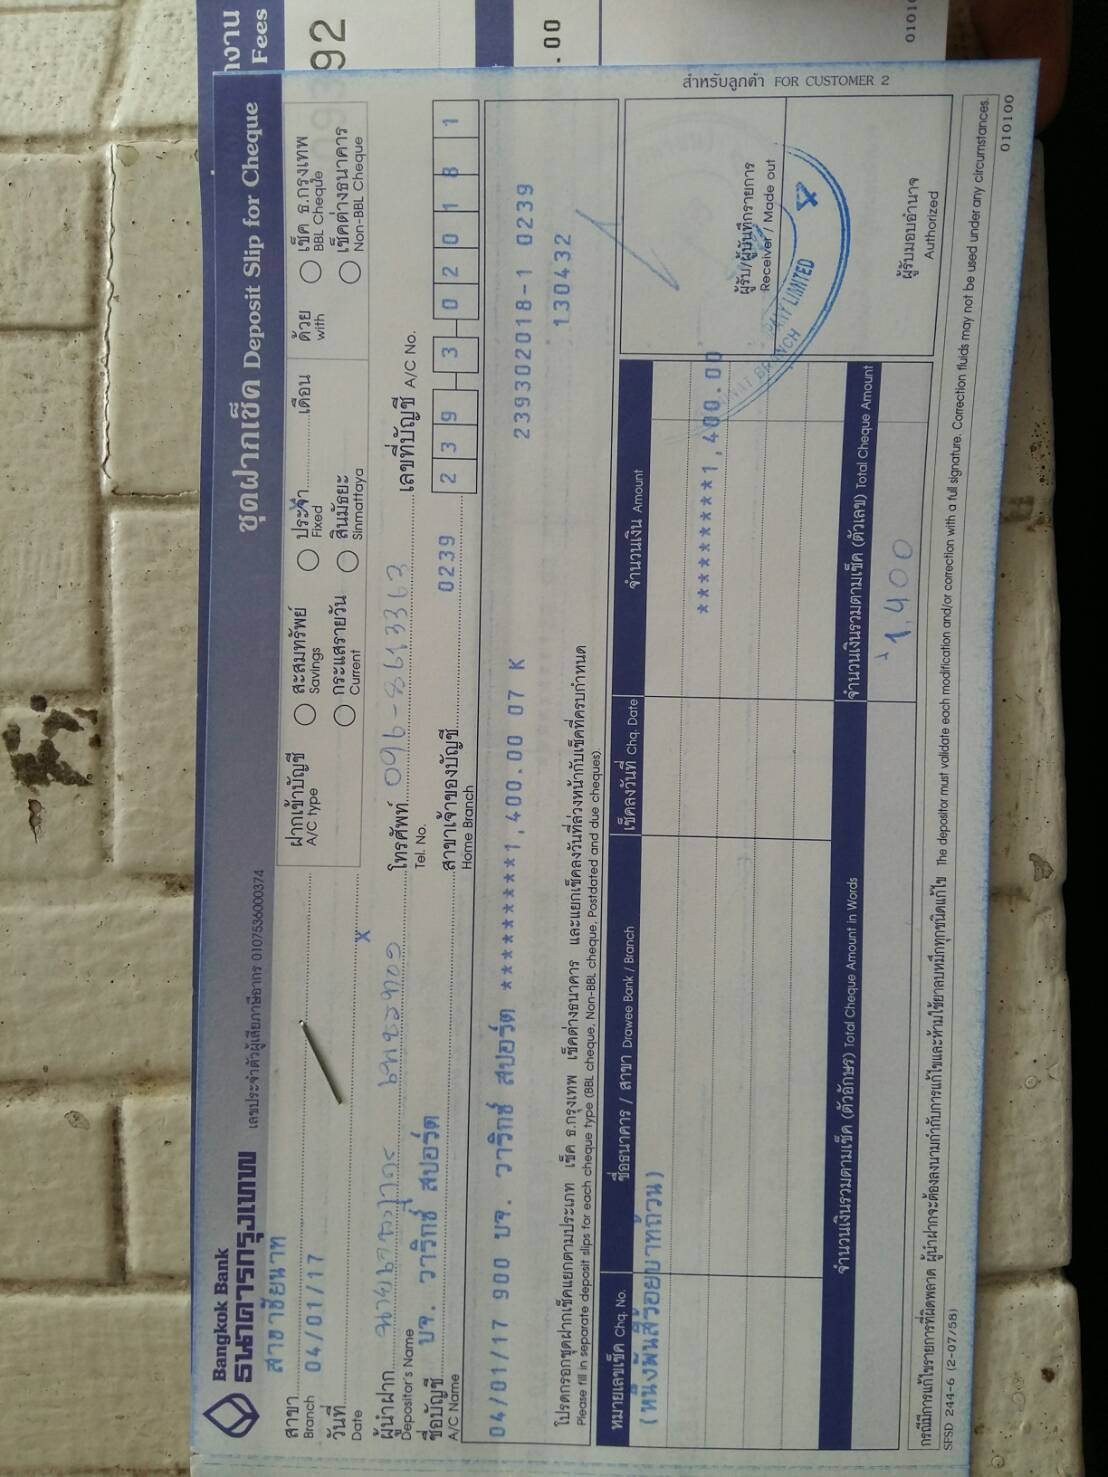 Bangkok Bank
ธนาคารกรุงเทพ
เลขประจำตัวผู้เสียภาษีอากร 0107536000374
ชุดฝากเช็ค Deposit Slip for Cheque
งาน
Fees
92
.00
สาขาชัยนาท
สาขา
Branch
04/01/17
วันที่
Date
X
ฝากเข้าบัญชี
A/C type
สะสมทรัพย์
Savings
กระแสรายวัน
Current
ประจำ
Fixed
เดือน
สินมัธยะ
Sinmattaya
ด้วย
with
เช็ค ธ.กรุงเทพ
BBL Cheque
เช็คต่างธนาคาร
Non-BBL Cheque
ผู้นำฝาก
Depositor's Name
โทรศัพท์ 096-8613363
Tel. No.
เลขที่บัญชี A/C No.
ชื่อบัญชี บจ. วาริกซ์ สปอร์ต
A/C Name
สาขาเจ้าของบัญชี 0239
Home Branch
239 3 020181
04/01/17 900 บจ. วาริกซ์ สปอร์ต *********1,400.00 07 K
239302018-1 0239
130432
โปรดกรอกชุดฝากเช็คแยกตามประเภท เช็ค ธ.กรุงเทพ เช็คต่างธนาคาร และแยกเช็คลงวันที่ล่วงหน้ากับเช็คที่ครบกำหนด
Please fill in separate deposit slips for each cheque type (BBL cheque, Non-BBL cheque, Postdated and due cheques).
หมายเลขเช็ค Chq. No.
ชื่อธนาคาร / สาขา Drawee Bank / Branch
เช็คลงวันที่ Chq. Date
จำนวนเงิน Amount
(หนึ่งพันสี่ร้อยบาทถ้วน)
*********1,400.00
ผู้รับ/ผู้บันทึกรายการ
Receiver / Made out
LIMITED
BRANCH
จำนวนเงินรวมตามเช็ค (ตัวอักษร) Total Cheque Amount in Words
จำนวนเงินรวมตามเช็ค (ตัวเลข) Total Cheque Amount
1,400
ผู้รับมอบอำนาจ
Authorized
สำหรับลูกค้า FOR CUSTOMER 2
กรณีมีการแก้ไขรายการที่ผิดพลาด ผู้นำฝากจะต้องลงนามกำกับการแก้ไขและห้ามใช้ยาลบหมึกทุกชนิดแก้ไข The depositor must validate each modification and/or correction with a full signature. Correction fluids may not be used under any circumstances.
SFSD 244-6 (2-07/58)
010100